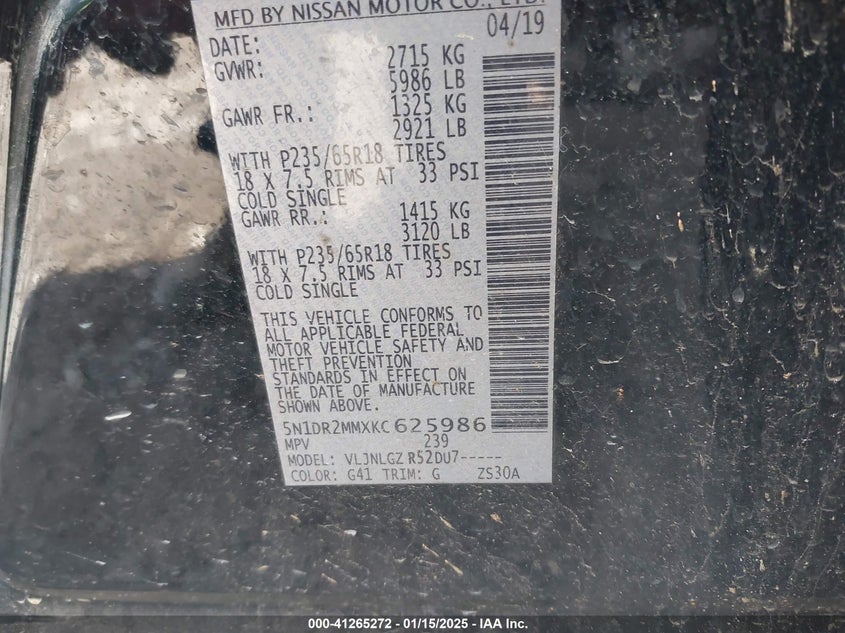 MFD BY NISSAN MOTOR CO., LTD.
DATE: 04/19
GVWR: 2715 KG
5986 LB
GAWR FR.: 1325 KG
2921 LB
WITH P235/65R18 TIRES
18 X 7.5 RIMS AT 33 PSI
COLD SINGLE
GAWR RR.: 1415 KG
3120 LB
WITH P235/65R18 TIRES
18 X 7.5 RIMS AT 33 PSI
COLD SINGLE
THIS VEHICLE CONFORMS TO
ALL APPLICABLE FEDERAL
MOTOR VEHICLE SAFETY AND
THEFT PREVENTION
STANDARDS IN EFFECT ON
THE DATE OF MANUFACTURE
SHOWN ABOVE.
5N1DR2MMXKC625986
MPV 239
MODEL: VLJNLGZ R52DU7-----
COLOR: G41 TRIM: G ZS30A
000-41265272 - 01/15/2025 - IAA Inc.